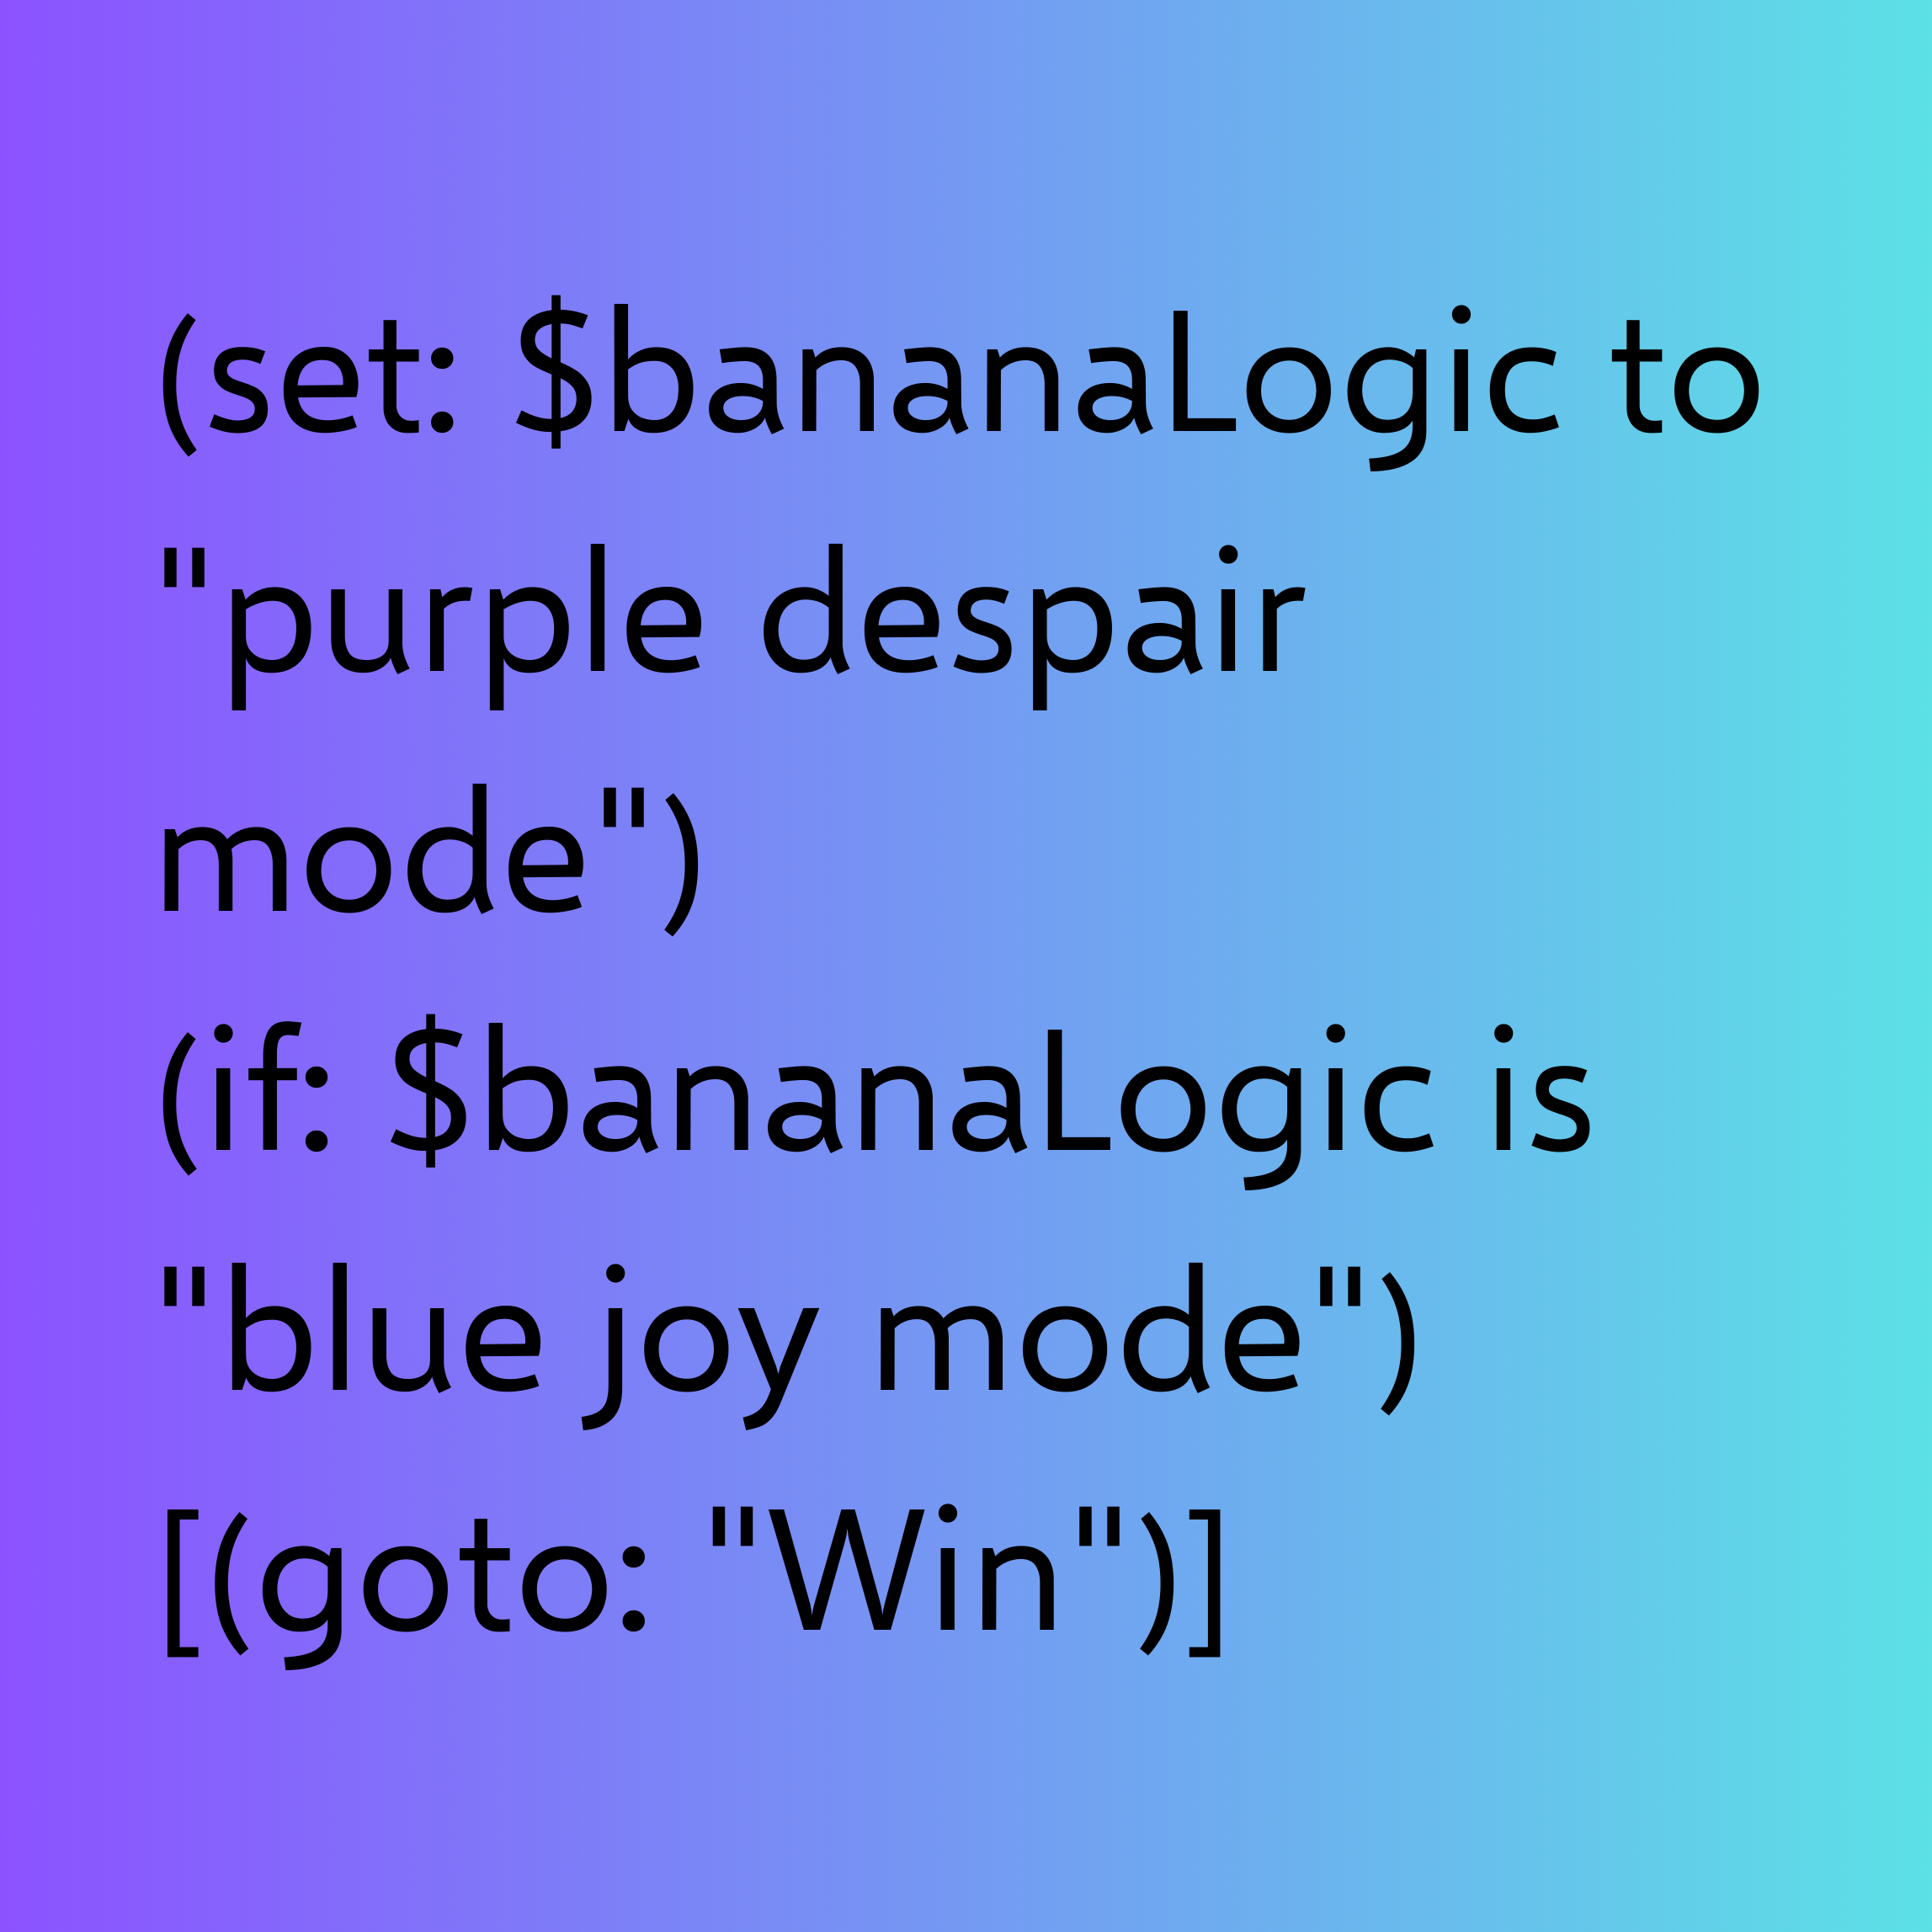 (set: $bananaLogic to
"purple despair
mode")
(if: $bananaLogic is
"blue joy mode")
[(goto: "Win")]